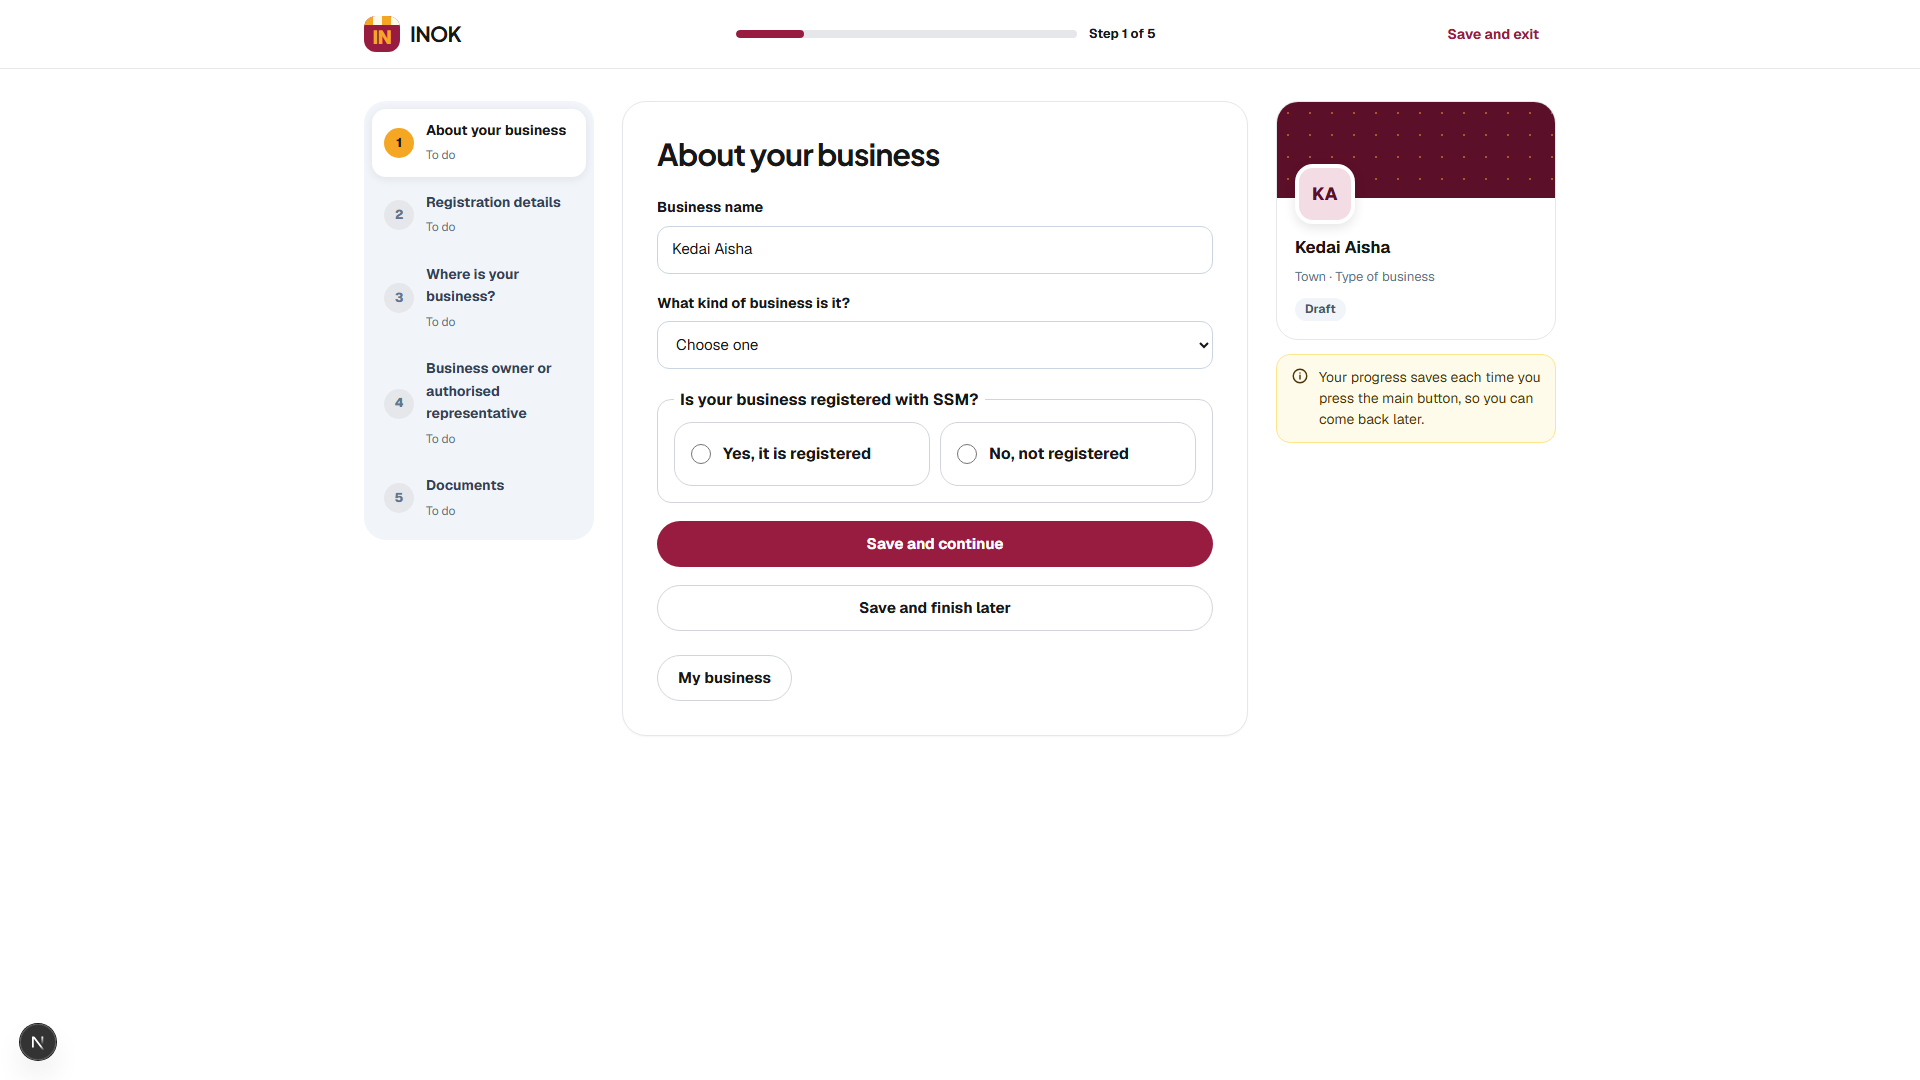 IN INOK
Step 1 of 5
Save and exit
1
About your business
To do
2
Registration details
To do
3
Where is your
business?
To do
4
Business owner or
authorised
representative
To do
5
Documents
To do
About your business
Business name
Kedai Aisha
What kind of business is it?
Choose one
Is your business registered with SSM?
Yes, it is registered
No, not registered
Save and continue
Save and finish later
My business
KA
Kedai Aisha
Town · Type of business
Draft
Your progress saves each time you
press the main button, so you can
come back later.
N